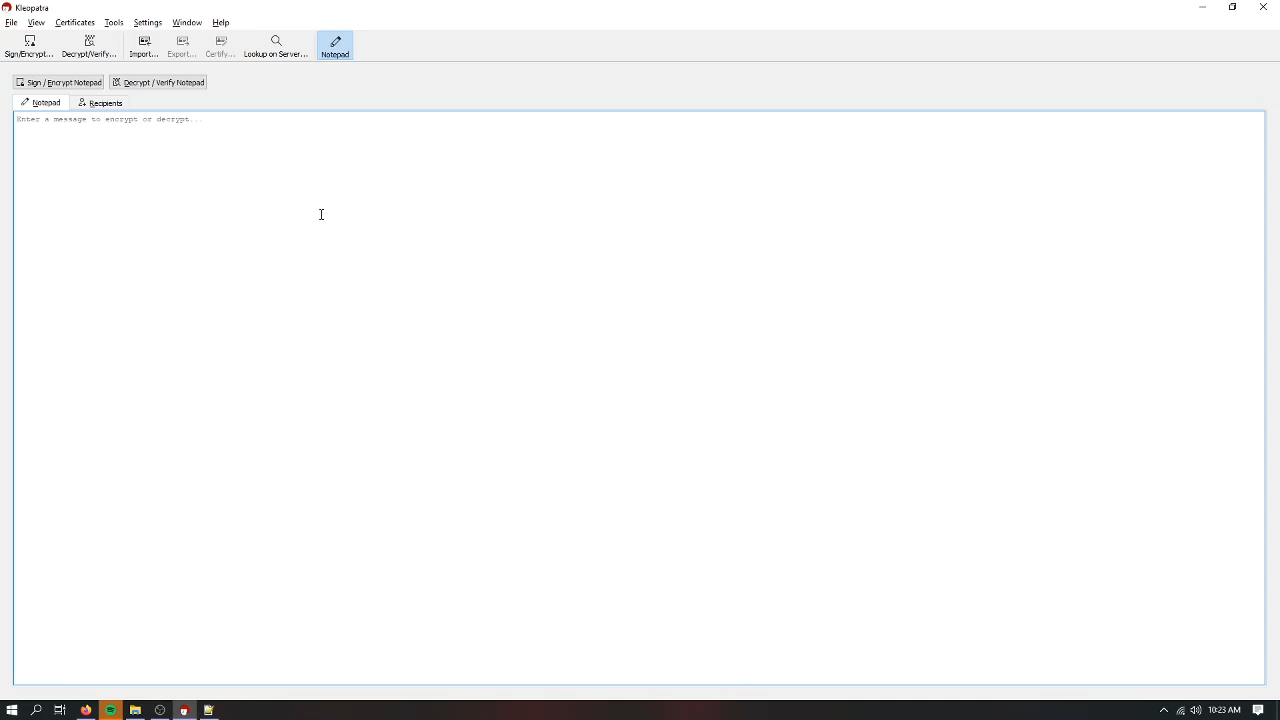 Kleopatra
File View Certificates Tools Settings Window Help
Sign/Encrypt... Decrypt/Verify... Import... Export... Certify... Lookup on Server... Notepad
Sign / Encrypt Notepad Decrypt / Verify Notepad
Notepad Recipients
Enter a message to encrypt or decrypt...
10:23 AM